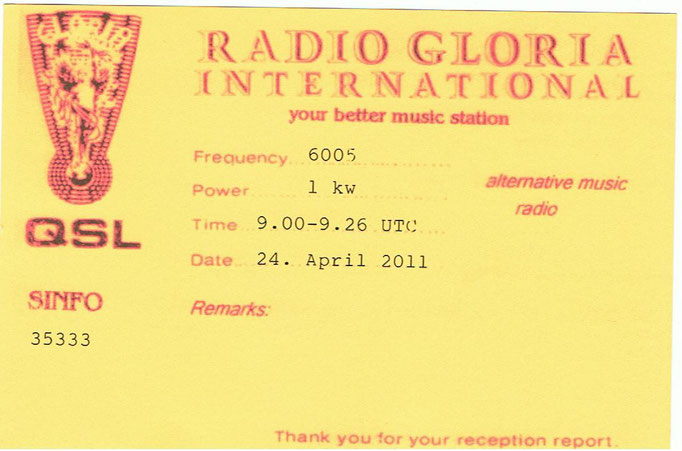 RADIO GLORIA
INTERNATIONAL
your better music station
Frequency 6005
Power 1 kw
alternative music
radio
Time 9.00-9.26 UTC
Date 24. April 2011
QSL
SINFO
35333
Remarks:
Thank you for your reception report.